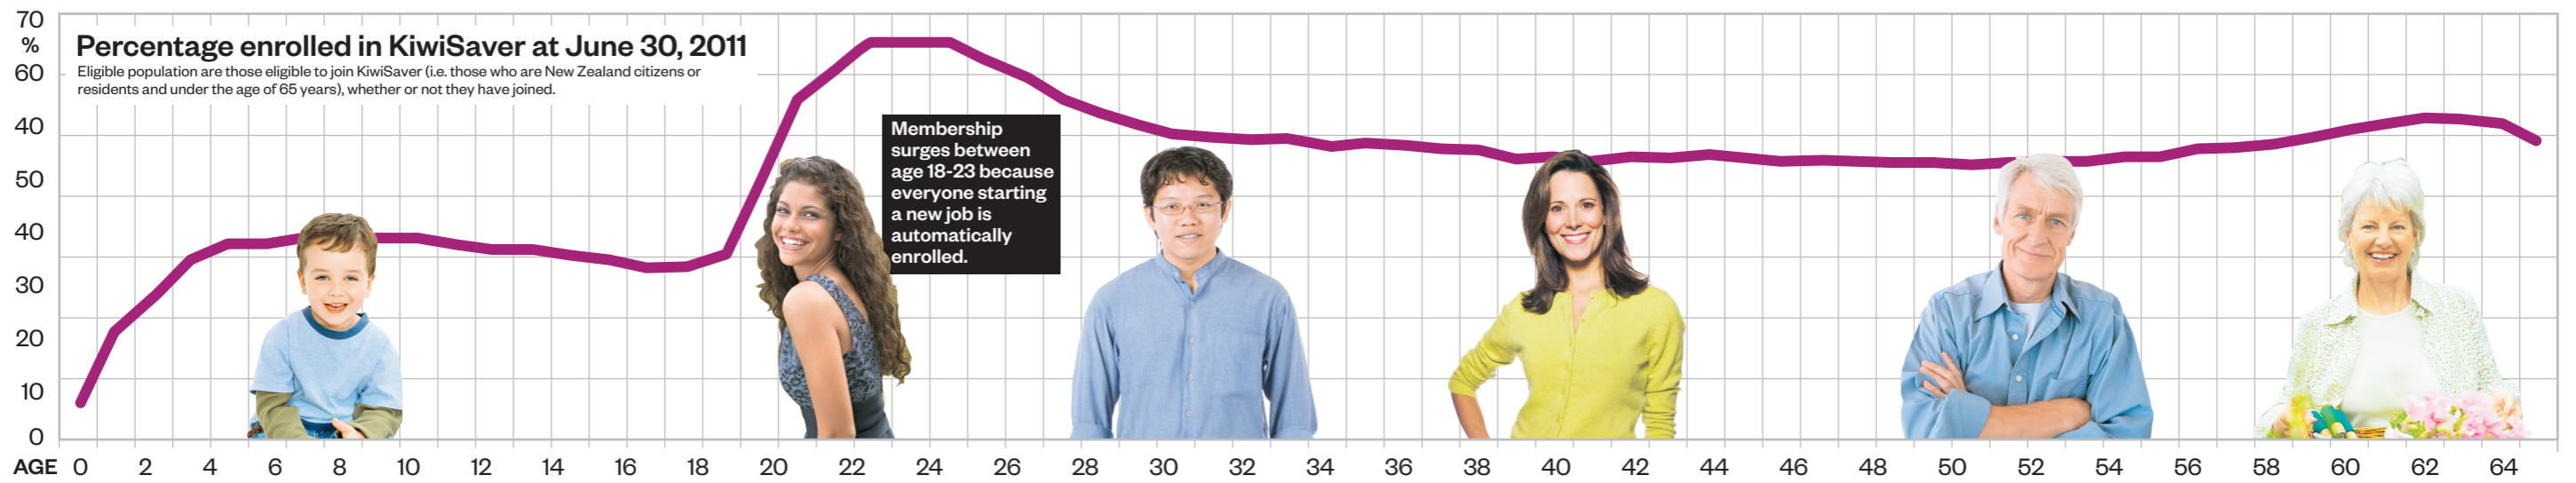 70
%
60
40
50
40
30
20
10
0
Percentage enrolled in KiwiSaver at June 30, 2011
Eligible population are those eligible to join KiwiSaver (i.e. those who are New Zealand citizens or
residents and under the age of 65 years), whether or not they have joined.
Membership
surges between
age 18-23 because
everyone starting
a new job is
automatically
enrolled.
AGE 0 2 4 6 8 10 12 14 16 18 20 22 24 26 28 30 32 34 36 38 40 42 44 46 48 50 52 54 56 58 60 62 64